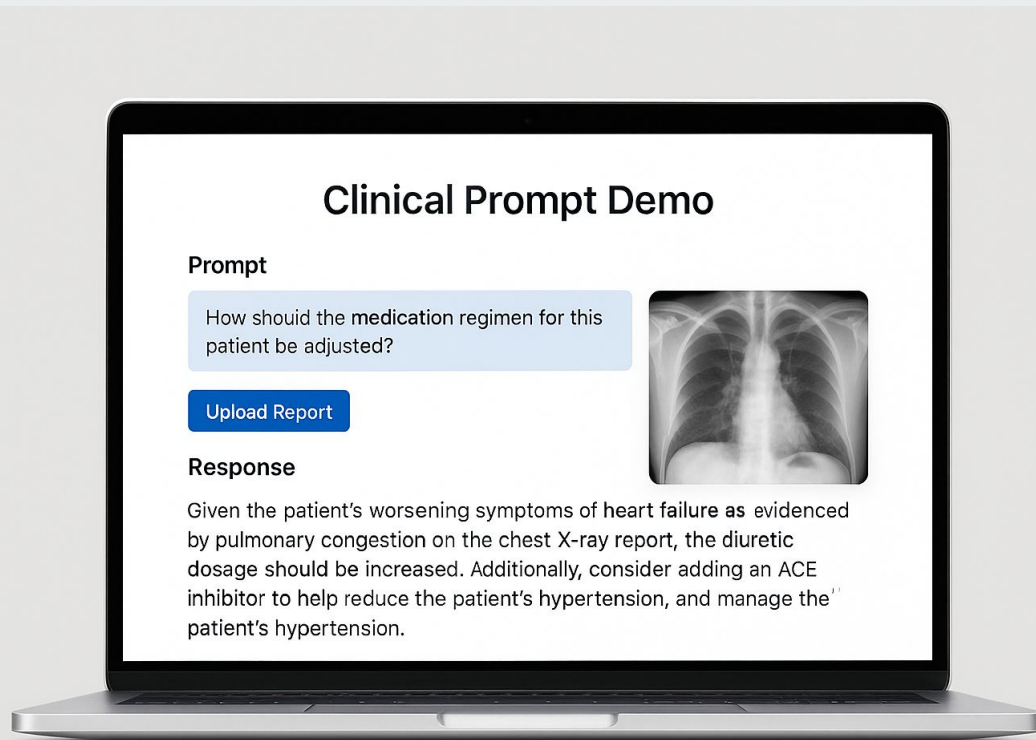 Clinical Prompt Demo
Prompt
How shouid the medication regimen for this
patient be adjusted?
Upload Report
Response
Given the patient's worsening symptoms of heart failure as evidenced
by pulmonary congestion on the chest X-ray report, the diuretic
dosage should be increased. Additionally, consider adding an ACE
inhibitor to help reduce the patient's hypertension, and manage the
patient's hypertension.